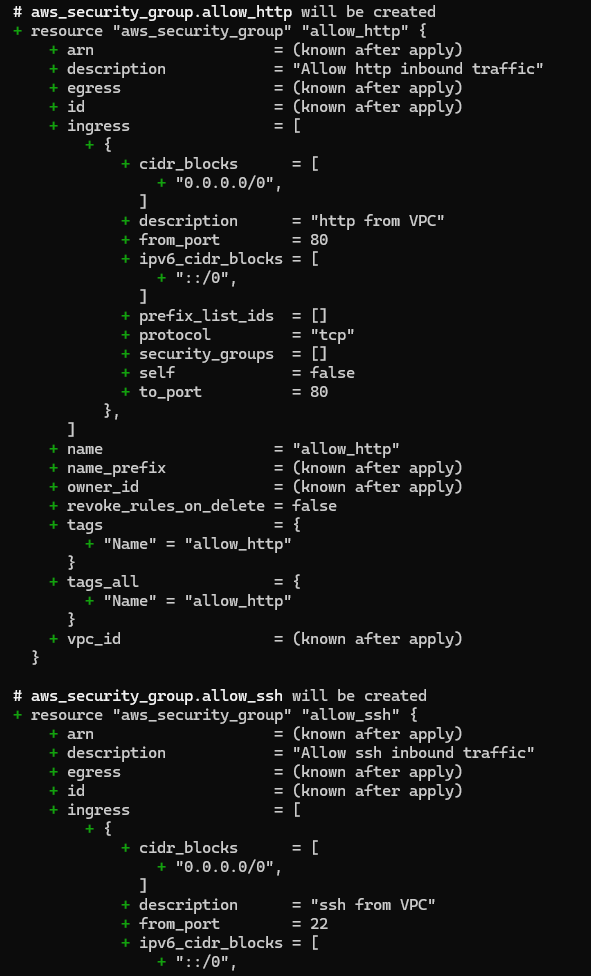 # aws_security_group.allow_http will be created
+ resource "aws_security_group" "allow_http" {
    + arn                    = (known after apply)
    + description            = "Allow http inbound traffic"
    + egress                 = (known after apply)
    + id                     = (known after apply)
    + ingress                = [
        + {
            + cidr_blocks      = [
                + "0.0.0.0/0",
              ]
            + description      = "http from VPC"
            + from_port        = 80
            + ipv6_cidr_blocks = [
                + "::/0",
              ]
            + prefix_list_ids  = []
            + protocol         = "tcp"
            + security_groups  = []
            + self             = false
            + to_port          = 80
          },
      ]
    + name                   = "allow_http"
    + name_prefix            = (known after apply)
    + owner_id               = (known after apply)
    + revoke_rules_on_delete = false
    + tags                   = {
        + "Name" = "allow_http"
      }
    + tags_all               = {
        + "Name" = "allow_http"
      }
    + vpc_id                 = (known after apply)
  }

# aws_security_group.allow_ssh will be created
+ resource "aws_security_group" "allow_ssh" {
    + arn                    = (known after apply)
    + description            = "Allow ssh inbound traffic"
    + egress                 = (known after apply)
    + id                     = (known after apply)
    + ingress                = [
        + {
            + cidr_blocks      = [
                + "0.0.0.0/0",
              ]
            + description      = "ssh from VPC"
            + from_port        = 22
            + ipv6_cidr_blocks = [
                + "::/0",